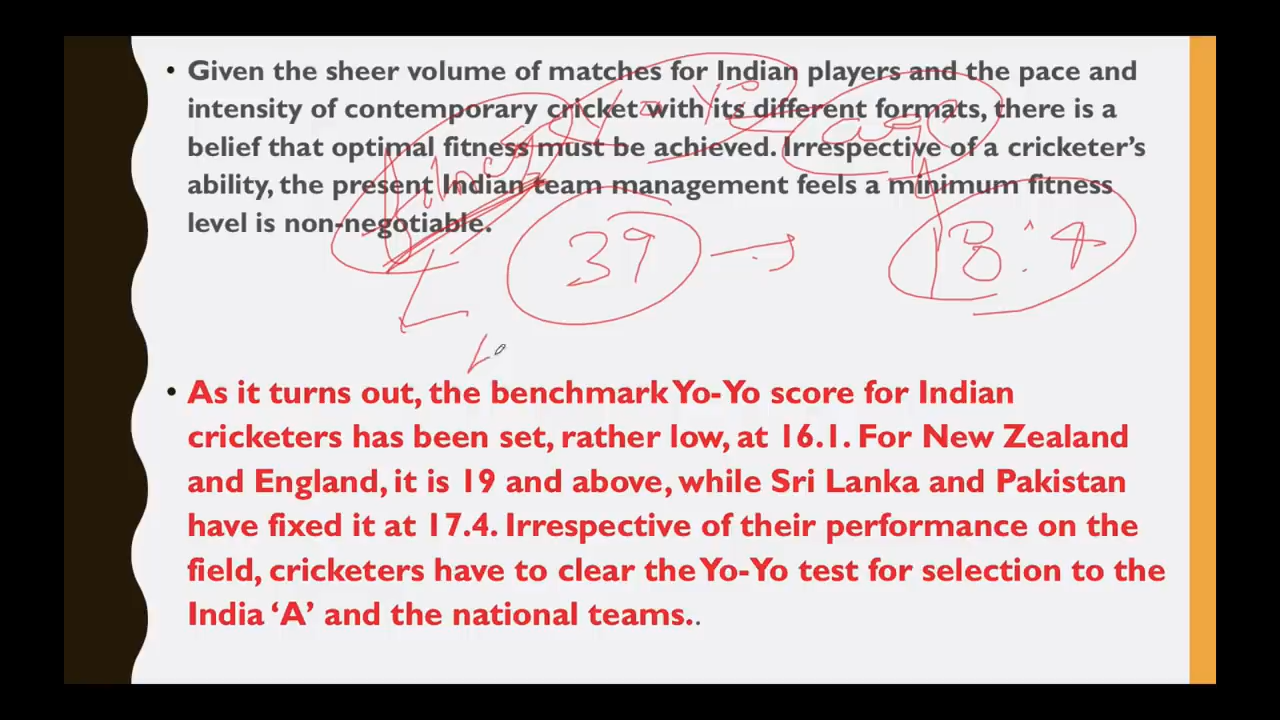 • Given the sheer volume of matches for Indian players and the pace and
intensity of contemporary cricket with its different formats, there is a
belief that optimal fitness must be achieved. Irrespective of a cricketer's
ability, the present Indian team management feels a minimum fitness
level is non-negotiable.
Yo Yo
age
fitness
39
• As it turns out, the benchmark Yo-Yo score for Indian
cricketers has been set, rather low, at 16.1. For New Zealand
and England, it is 19 and above, while Sri Lanka and Pakistan
have fixed it at 17.4. Irrespective of their performance on the
field, cricketers have to clear the Yo-Yo test for selection to the
India ‘A’ and the national teams..